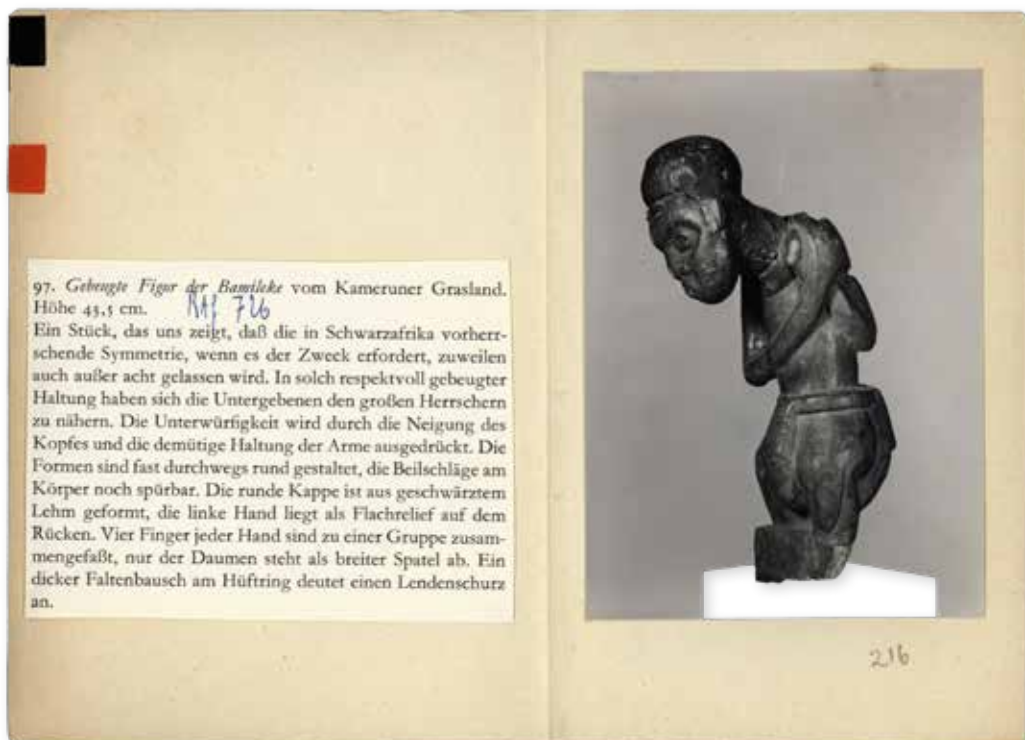 97. Gebeugte Figur der Bamileke vom Kameruner Grasland.
Höhe 43,5 cm.
Ein Stück, das uns zeigt, daß die in Schwarzafrika vorherr-
schende Symmetrie, wenn es der Zweck erfordert, zuweilen
auch außer acht gelassen wird. In solch respektvoll gebeugter
Haltung haben sich die Untergebenen den großen Herrschern
zu nähern. Die Unterwürfigkeit wird durch die Neigung des
Kopfes und die demütige Haltung der Arme ausgedrückt. Die
Formen sind fast durchwegs rund gestaltet, die Beilschläge am
Körper noch spürbar. Die runde Kappe ist aus geschwärztem
Lehm geformt, die linke Hand liegt als Flachrelief auf dem
Rücken. Vier Finger jeder Hand sind zu einer Gruppe zusam-
mengefaßt, nur der Daumen steht als breiter Spatel ab. Ein
dicker Faltenbausch am Hüftring deutet einen Lendenschurz
an.
726
216